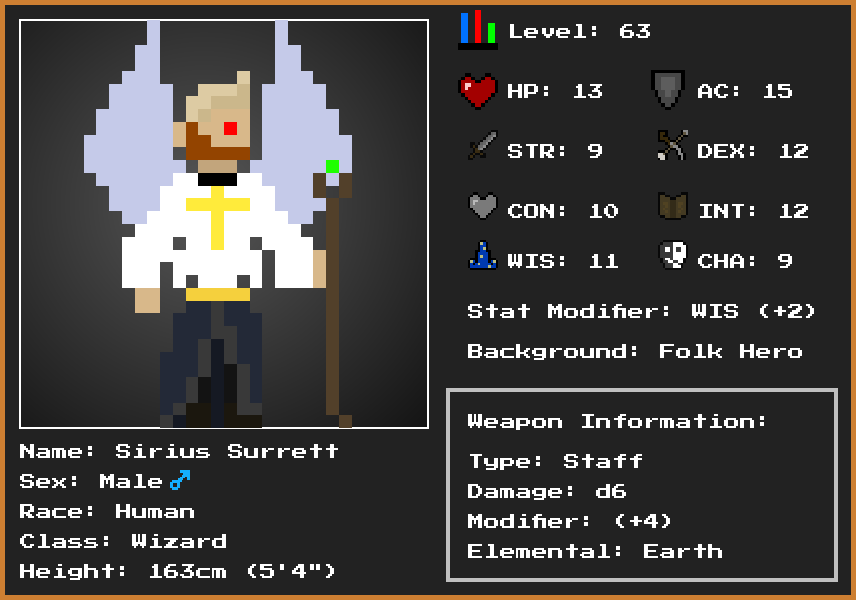 Level: 63
HP: 13
AC: 15
STR: 9
DEX: 12
CON: 10
INT: 12
WIS: 11
CHA: 9
Stat Modifier: WIS (+2)
Background: Folk Hero
Weapon Information:
Type: Staff
Damage: d6
Modifier: (+4)
Elemental: Earth
Name: Sirius Surrett
Sex: Male♂
Race: Human
Class: Wizard
Height: 163cm (5'4")